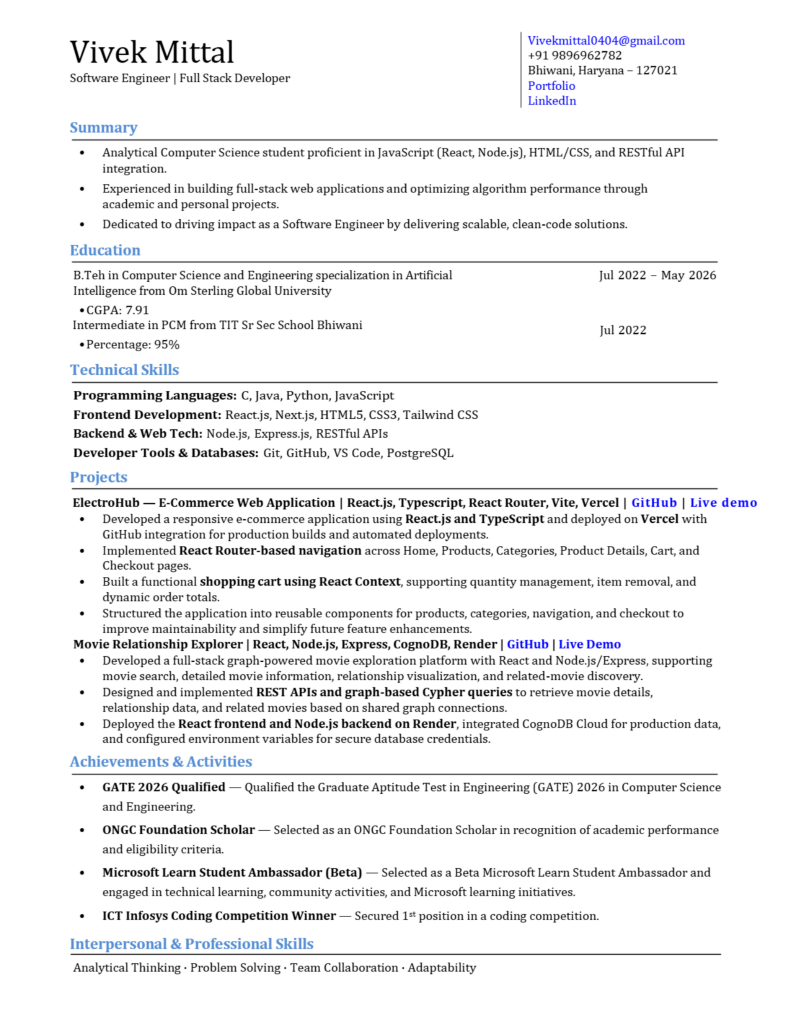 Vivek Mittal
Software Engineer | Full Stack Developer
Vivekmittal0404@gmail.com
+91 9896962782
Bhiwani, Haryana – 127021
Portfolio
LinkedIn
Summary
• Analytical Computer Science student proficient in JavaScript (React, Node.js), HTML/CSS, and RESTful API
integration.
• Experienced in building full-stack web applications and optimizing algorithm performance through
academic and personal projects.
• Dedicated to driving impact as a Software Engineer by delivering scalable, clean-code solutions.
Education
B.Teh in Computer Science and Engineering specialization in Artificial Jul 2022 – May 2026
Intelligence from Om Sterling Global University
•CGPA: 7.91
Intermediate in PCM from TIT Sr Sec School Bhiwani Jul 2022
•Percentage: 95%
Technical Skills
Programming Languages: C, Java, Python, JavaScript
Frontend Development: React.js, Next.js, HTML5, CSS3, Tailwind CSS
Backend & Web Tech: Node.js, Express.js, RESTful APIs
Developer Tools & Databases: Git, GitHub, VS Code, PostgreSQL
Projects
ElectroHub — E-Commerce Web Application | React.js, Typescript, React Router, Vite, Vercel | GitHub | Live demo
• Developed a responsive e-commerce application using React.js and TypeScript and deployed on Vercel with
GitHub integration for production builds and automated deployments.
• Implemented React Router-based navigation across Home, Products, Categories, Product Details, Cart, and
Checkout pages.
• Built a functional shopping cart using React Context, supporting quantity management, item removal, and
dynamic order totals.
• Structured the application into reusable components for products, categories, navigation, and checkout to
improve maintainability and simplify future feature enhancements.
Movie Relationship Explorer | React, Node.js, Express, CognoDB, Render | GitHub | Live Demo
• Developed a full-stack graph-powered movie exploration platform with React and Node.js/Express, supporting
movie search, detailed movie information, relationship visualization, and related-movie discovery.
• Designed and implemented REST APIs and graph-based Cypher queries to retrieve movie details,
relationship data, and related movies based on shared graph connections.
• Deployed the React frontend and Node.js backend on Render, integrated CognoDB Cloud for production data,
and configured environment variables for secure database credentials.
Achievements & Activities
• GATE 2026 Qualified — Qualified the Graduate Aptitude Test in Engineering (GATE) 2026 in Computer Science
and Engineering.
• ONGC Foundation Scholar — Selected as an ONGC Foundation Scholar in recognition of academic performance
and eligibility criteria.
• Microsoft Learn Student Ambassador (Beta) — Selected as a Beta Microsoft Learn Student Ambassador and
engaged in technical learning, community activities, and Microsoft learning initiatives.
• ICT Infosys Coding Competition Winner — Secured 1st position in a coding competition.
Interpersonal & Professional Skills
Analytical Thinking · Problem Solving · Team Collaboration · Adaptability